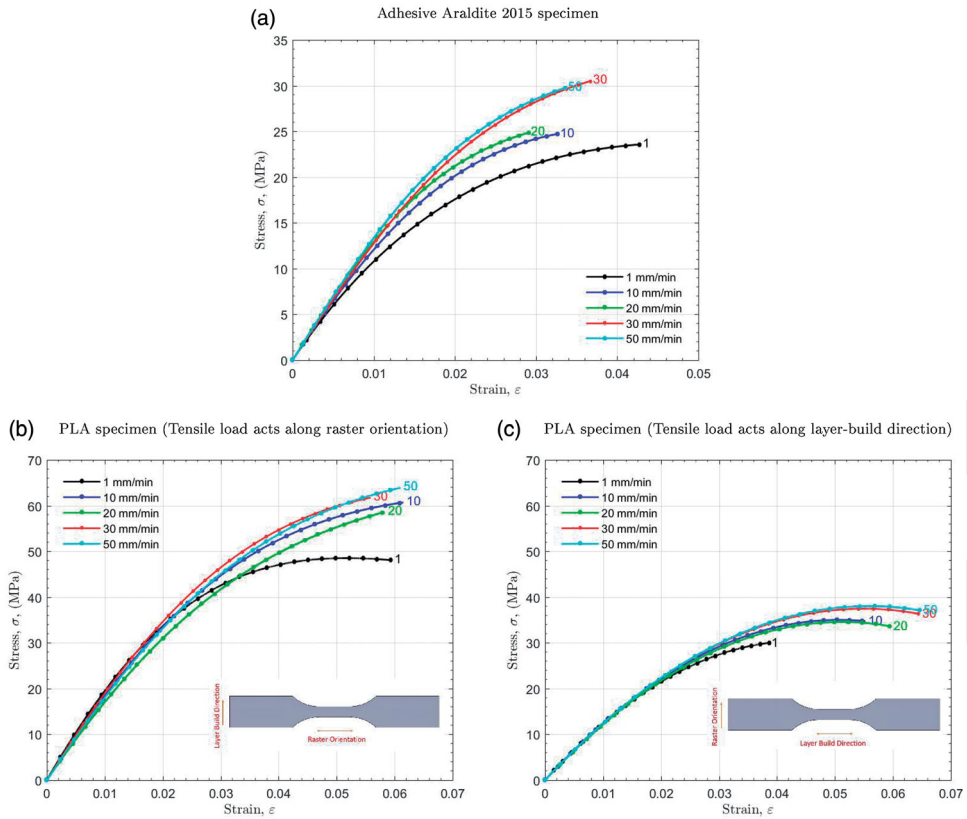 (a) Adhesive Araldite 2015 specimen
35
30
25
20
15
10
5
0
Stress, σ, (MPa)
30
50
20
10
1
1 mm/min
10 mm/min
20 mm/min
30 mm/min
50 mm/min
0 0.01 0.02 0.03 0.04 0.05
Strain, ε
(b) PLA specimen (Tensile load acts along raster orientation)
70
60
50
40
30
20
10
0
Stress, σ, (MPa)
1 mm/min
10 mm/min
20 mm/min
30 mm/min
50 mm/min
50
30
10
20
1
Layer Build Direction
Raster Orientation
0 0.01 0.02 0.03 0.04 0.05 0.06 0.07
Strain, ε
(c) PLA specimen (Tensile load acts along layer-build direction)
70
60
50
40
30
20
10
0
Stress, σ, (MPa)
1 mm/min
10 mm/min
20 mm/min
30 mm/min
50 mm/min
50
30
10
20
1
Raster Orientation
Layer Build Direction
0 0.01 0.02 0.03 0.04 0.05 0.06 0.07
Strain, ε